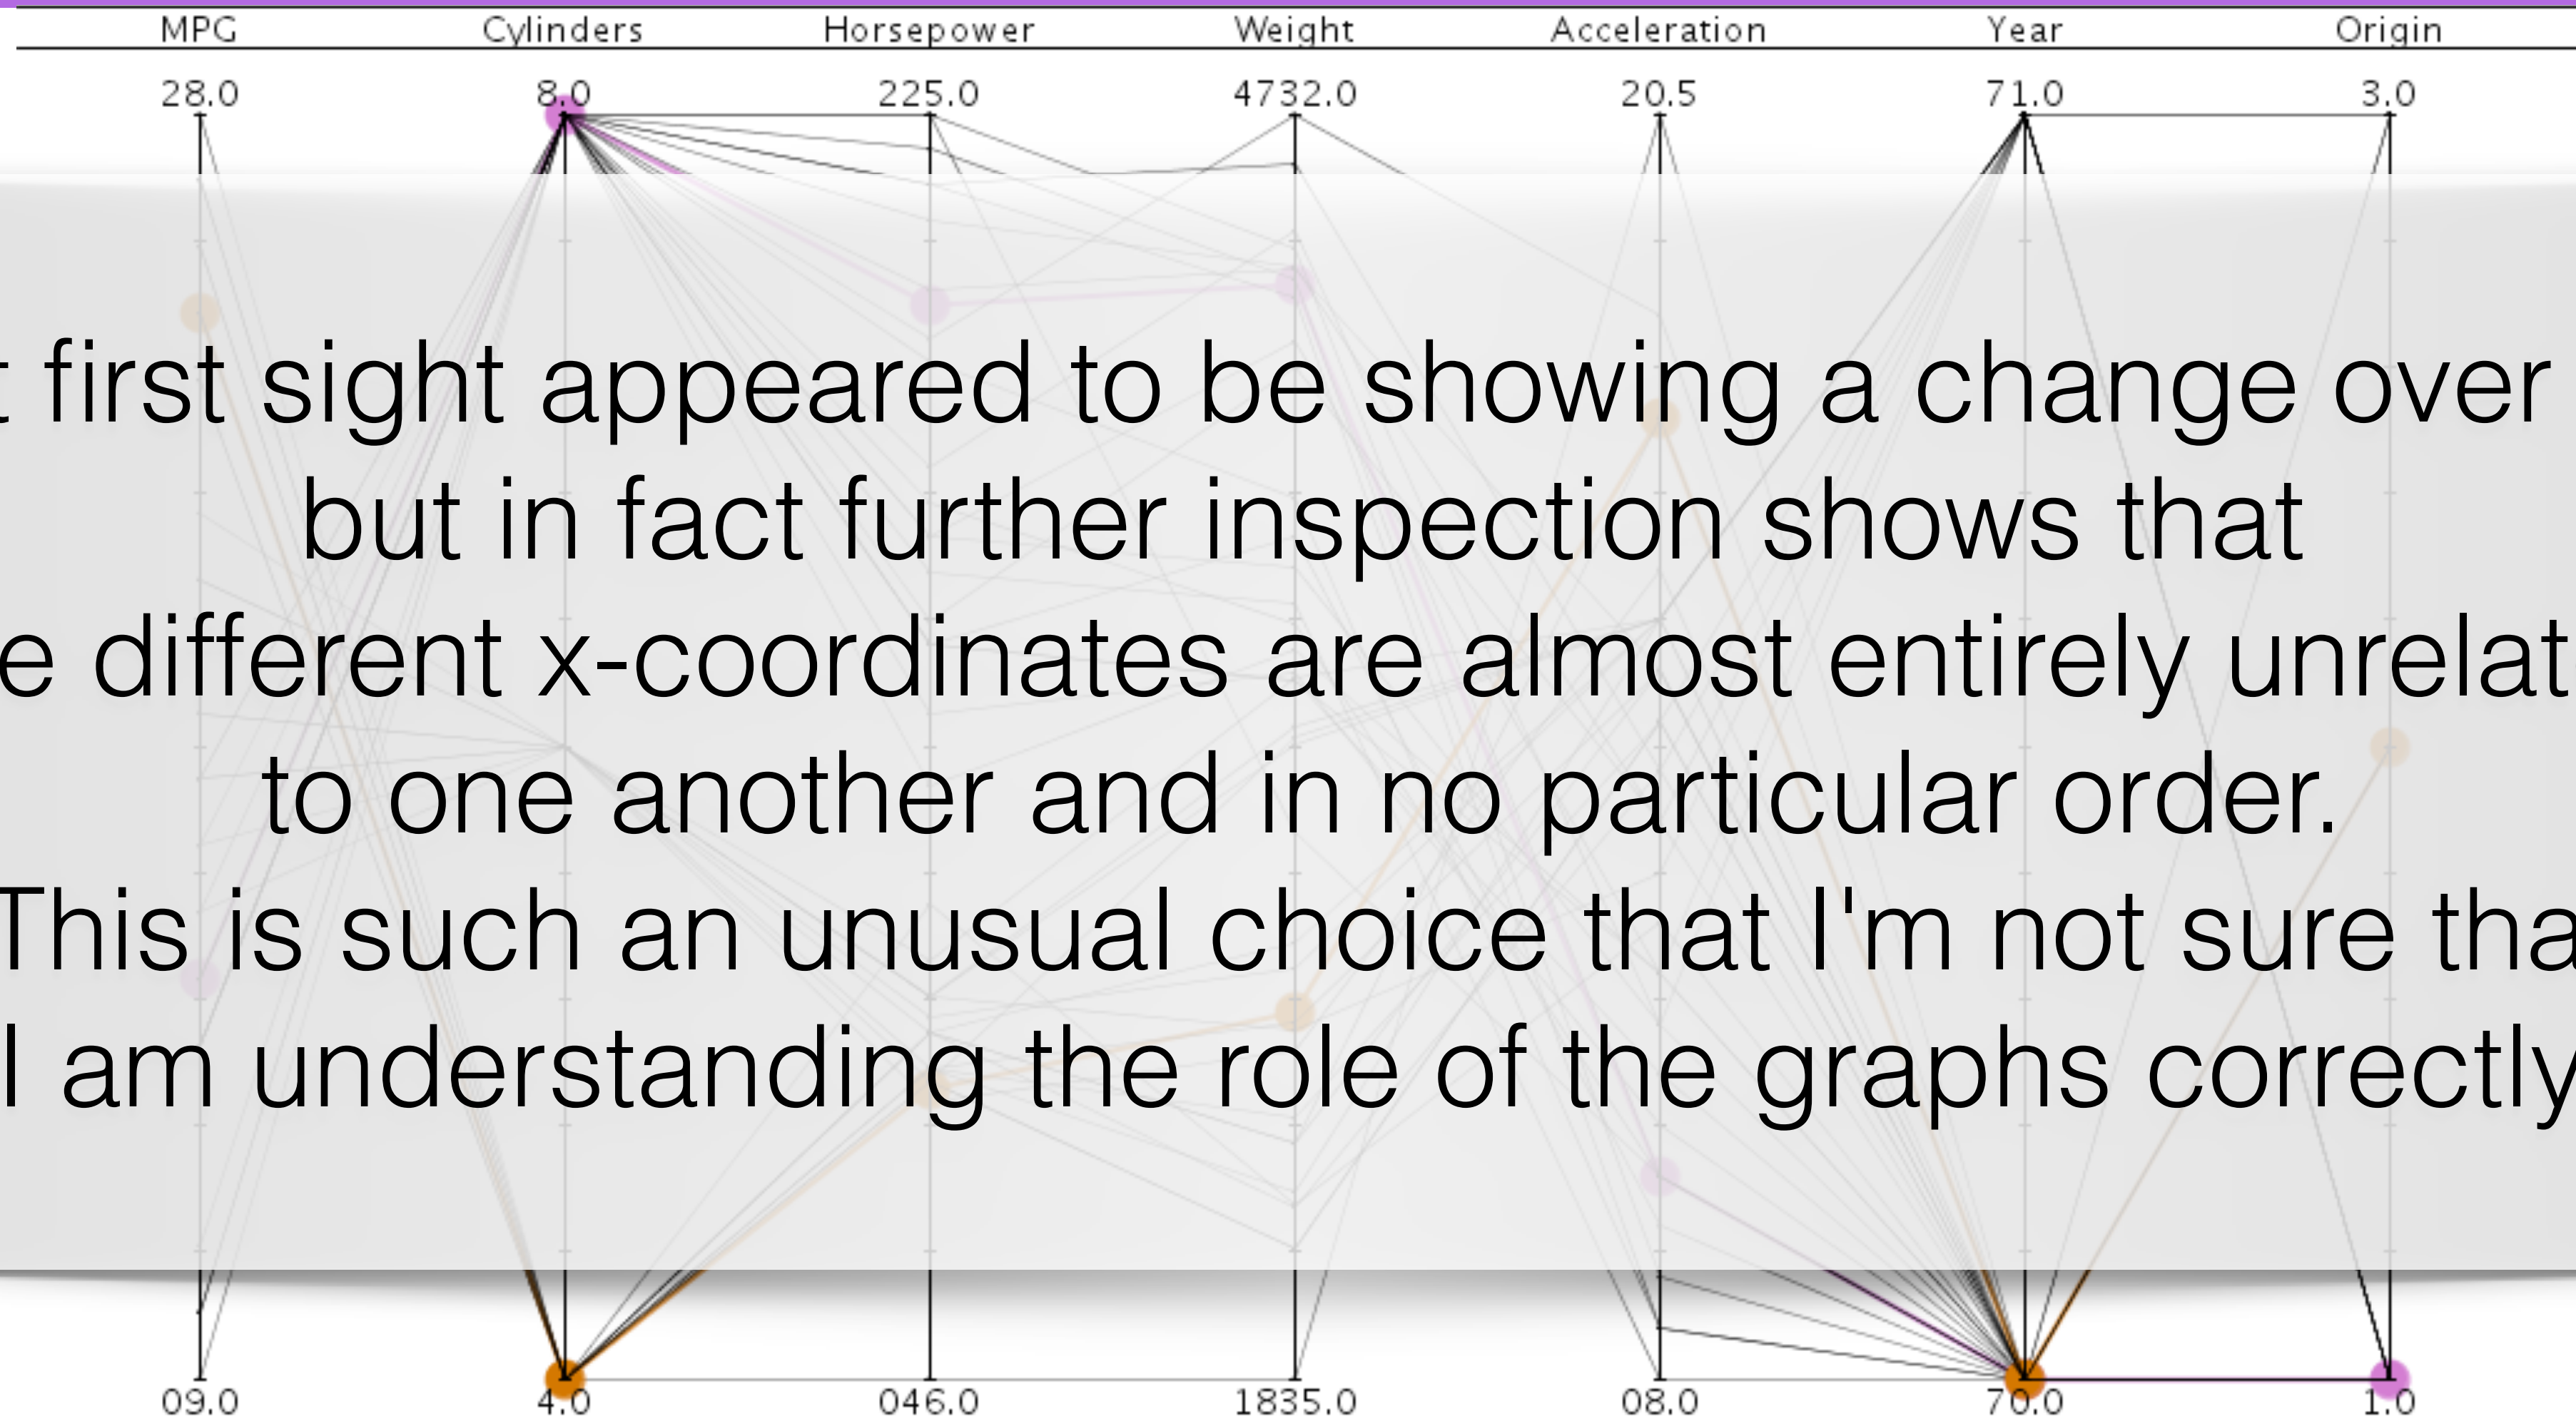 MPG Cylinders Horsepower Weight Acceleration Year Origin
28.0 8.0 225.0 4732.0 20.5 71.0 3.0
first sight appeared to be showing a change over
but in fact further inspection shows that
different x-coordinates are almost entirely
to one another and in no particular order.
This is such an unusual choice that I'm not sure
I am understanding the role of the graphs correctly
09.0 4.0 046.0 1835.0 08.0 70.0 1.0